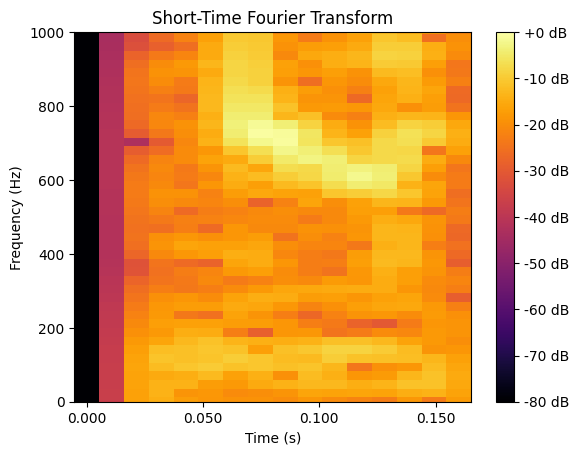 Short-Time Fourier Transform
1000
800
600
400
200
0
Frequency (Hz)
0.000
0.050
0.100
0.150
Time (s)
+0 dB
-10 dB
-20 dB
-30 dB
-40 dB
-50 dB
-60 dB
-70 dB
-80 dB